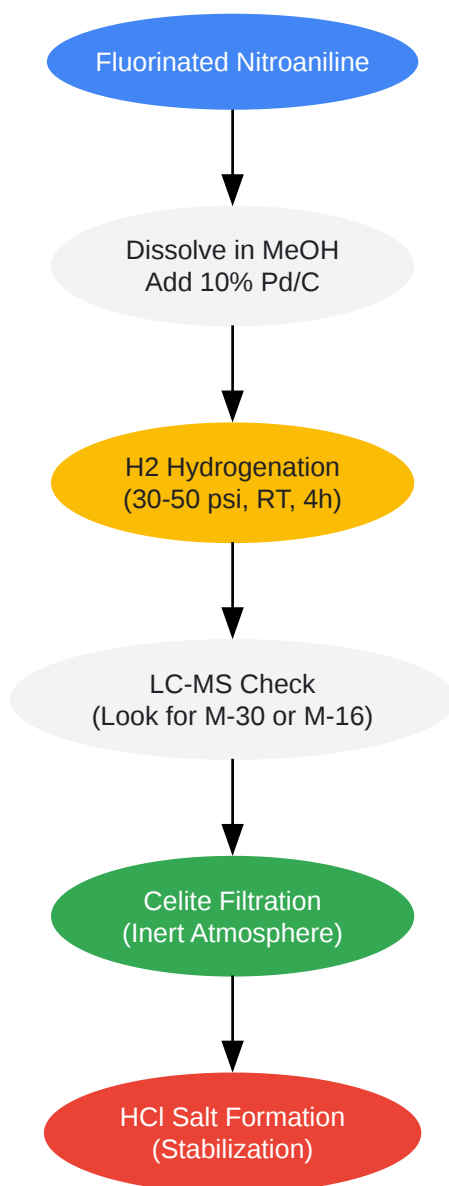 Fluorinated Nitroaniline
Dissolve in MeOH
Add 10% Pd/C
H2 Hydrogenation
(30-50 psi, RT, 4h)
LC-MS Check
(Look for M-30 or M-16)
Celite Filtration
(Inert Atmosphere)
HCl Salt Formation
(Stabilization)